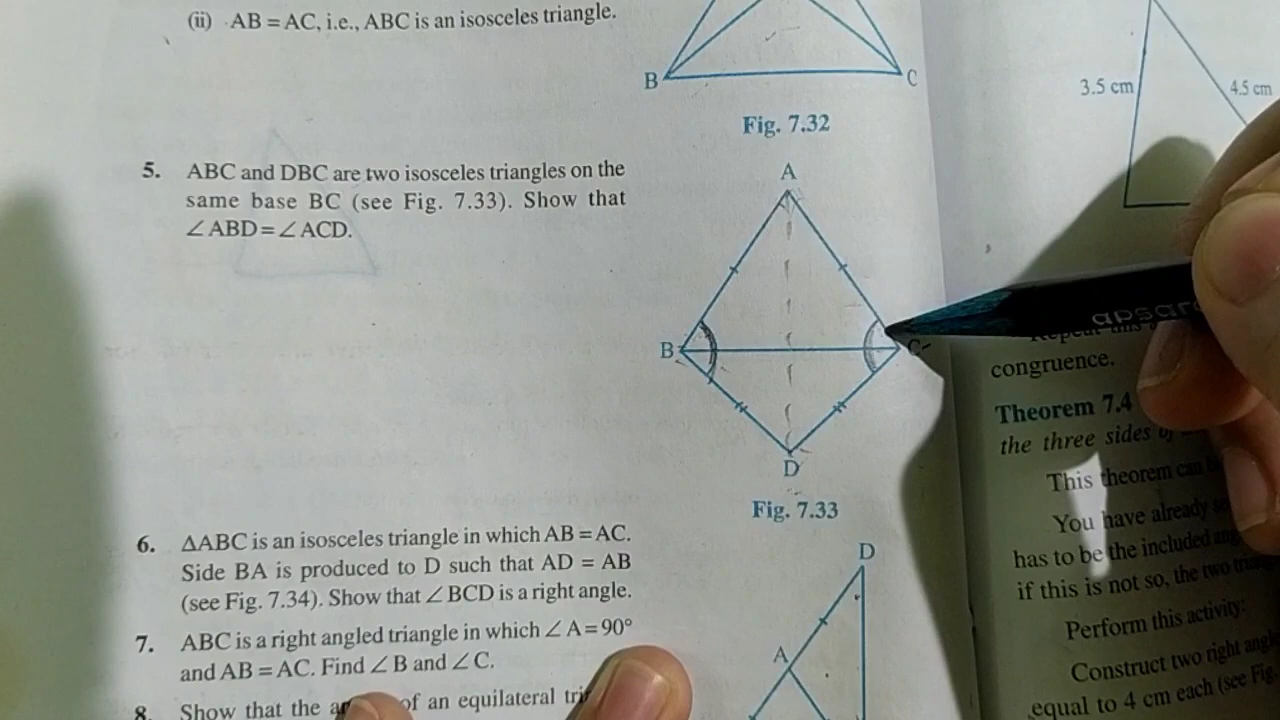 (ii) AB = AC, i.e., ABC is an isosceles triangle.
B
C
Fig. 7.32
3.5 cm
4.5 cm
5. ABC and DBC are two isosceles triangles on the
same base BC (see Fig. 7.33). Show that
∠ABD = ∠ACD.
A
B
C
D
Fig. 7.33
6. ΔABC is an isosceles triangle in which AB = AC.
Side BA is produced to D such that AD = AB
(see Fig. 7.34). Show that ∠BCD is a right angle.
7. ABC is a right angled triangle in which ∠A = 90°
and AB = AC. Find ∠B and ∠C.
8. Show that the of an equilateral
D
A
apsara
Repeat this
congruence.
Theorem 7.4
the three sides of
This theorem can
You have already
has to be the included
if this is not so, the two
Perform this activity:
Construct two right
equal to 4 cm each (see